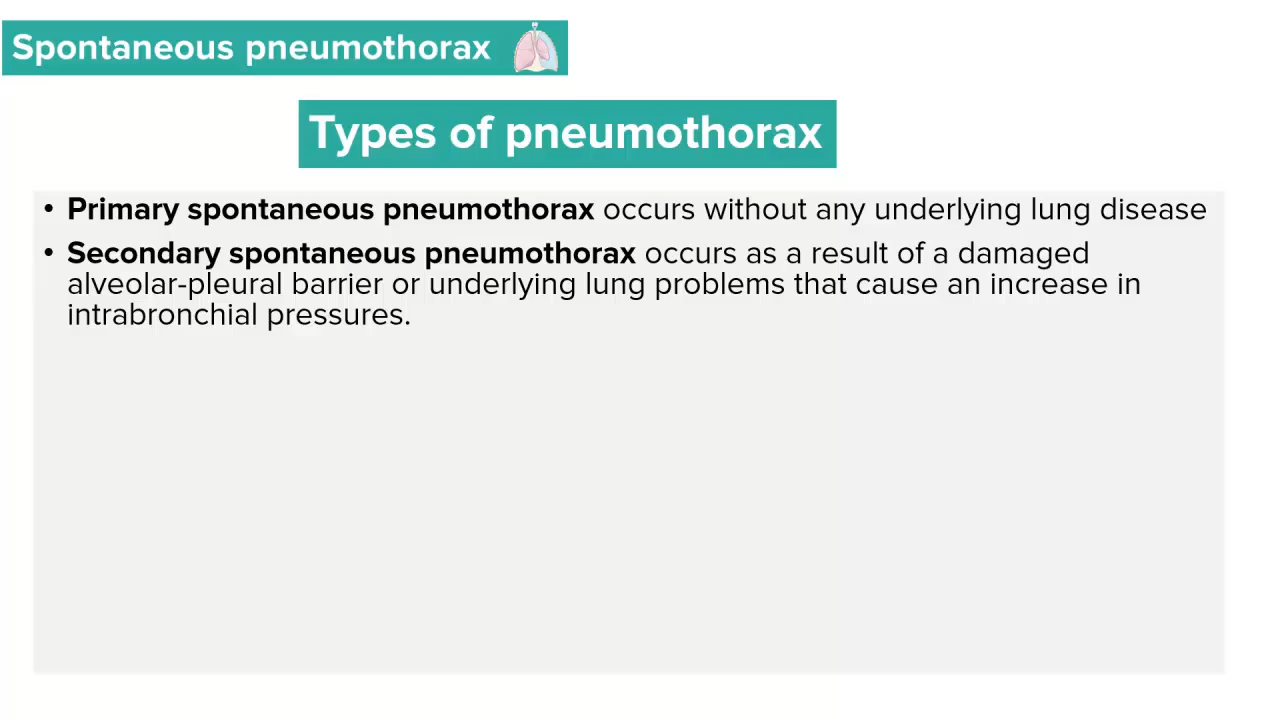 Spontaneous pneumothorax
Types of pneumothorax
• Primary spontaneous pneumothorax occurs without any underlying lung disease
• Secondary spontaneous pneumothorax occurs as a result of a damaged
alveolar-pleural barrier or underlying lung problems that cause an increase in
intrabronchial pressures.